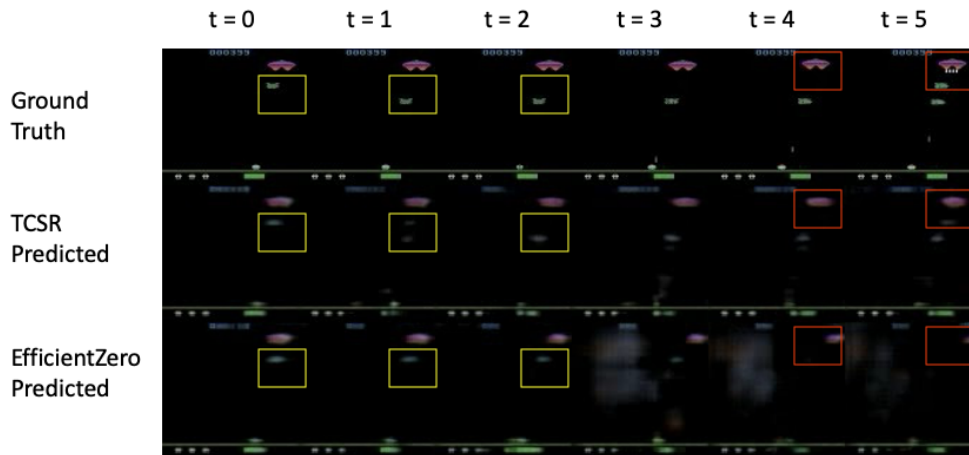 t = 0 t = 1 t = 2 t = 3 t = 4 t = 5
000399 000399 000399 000399 000399 000399
Ground
Truth
TCSR
Predicted
EfficientZero
Predicted